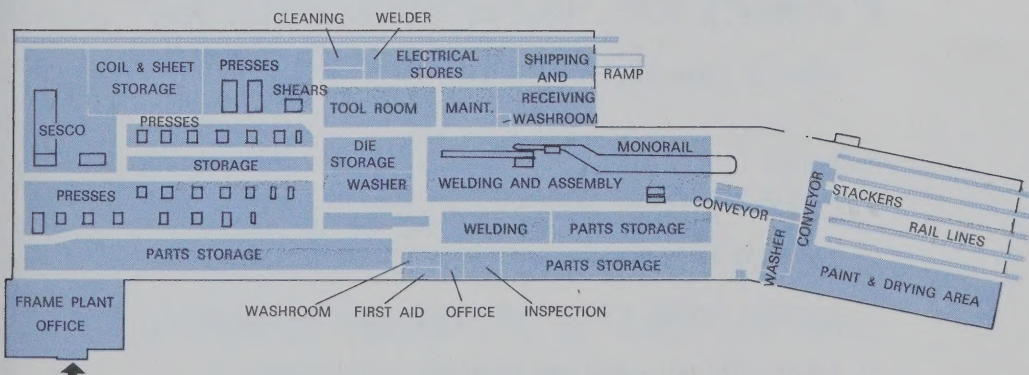 CLEANING
WELDER
COIL & SHEET
STORAGE
PRESSES
SHEARS
ELECTRICAL
STORES
SHIPPING
AND
RECEIVING
RAMP
SESCO
PRESSES
TOOL ROOM
MAINT.
WASHROOM
STORAGE
DIE
STORAGE
WASHER
MONORAIL
WELDING AND ASSEMBLY
PRESSES
CONVEYOR
CONVEYOR
STACKERS
RAIL LINES
WELDING
PARTS STORAGE
PARTS STORAGE
PARTS STORAGE
WASHER
PAINT & DRYING AREA
FRAME PLANT
OFFICE
WASHROOM
FIRST AID
OFFICE
INSPECTION